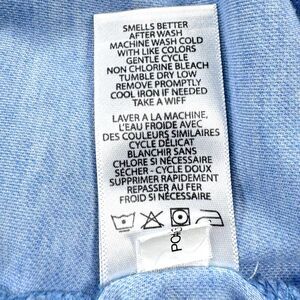 SMELLS BETTER
AFTER WASH
MACHINE WASH COLD
WITH LIKE COLORS
GENTLE CYCLE
NON CHLORINE BLEACH
TUMBLE DRY LOW
REMOVE PROMPTLY
COOL IRON IF NEEDED
TAKE A WIFF
LAVER A LA MACHINE,
L'EAU FROIDE AVEC
DES COULEURS SIMILAIRES
CYCLE DÉLICAT
BLANCHIR SANS
CHLORE SI NÉCESSAIRE
SÉCHER - CYCLE DOUX
SUPPRIMER RAPIDEMENT
REPASSER AU FER
FROID SI NÉCESSAIRE